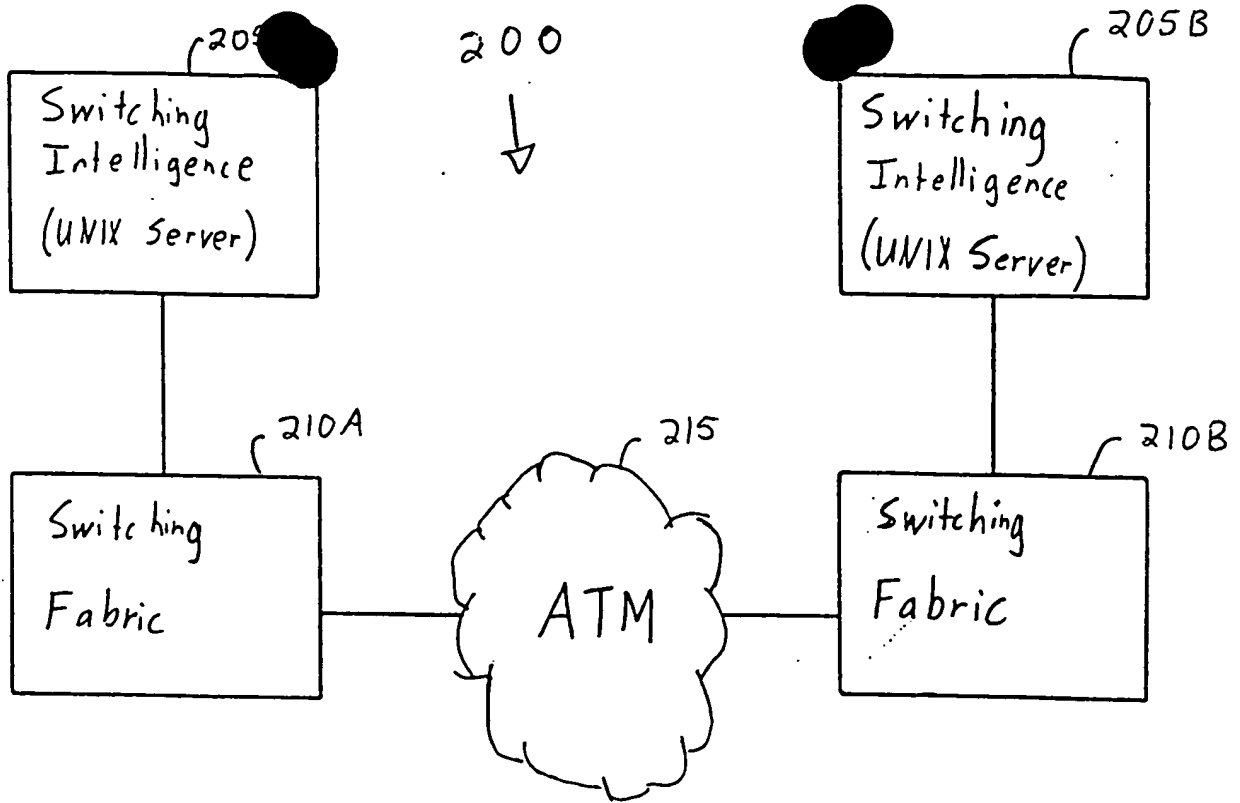 200
205B
Switching
Intelligence
(UNIX Server)
Switching
Intelligence
(UNIX Server)
210A
215
210B
Switching
Fabric
ATM
Switching
Fabric